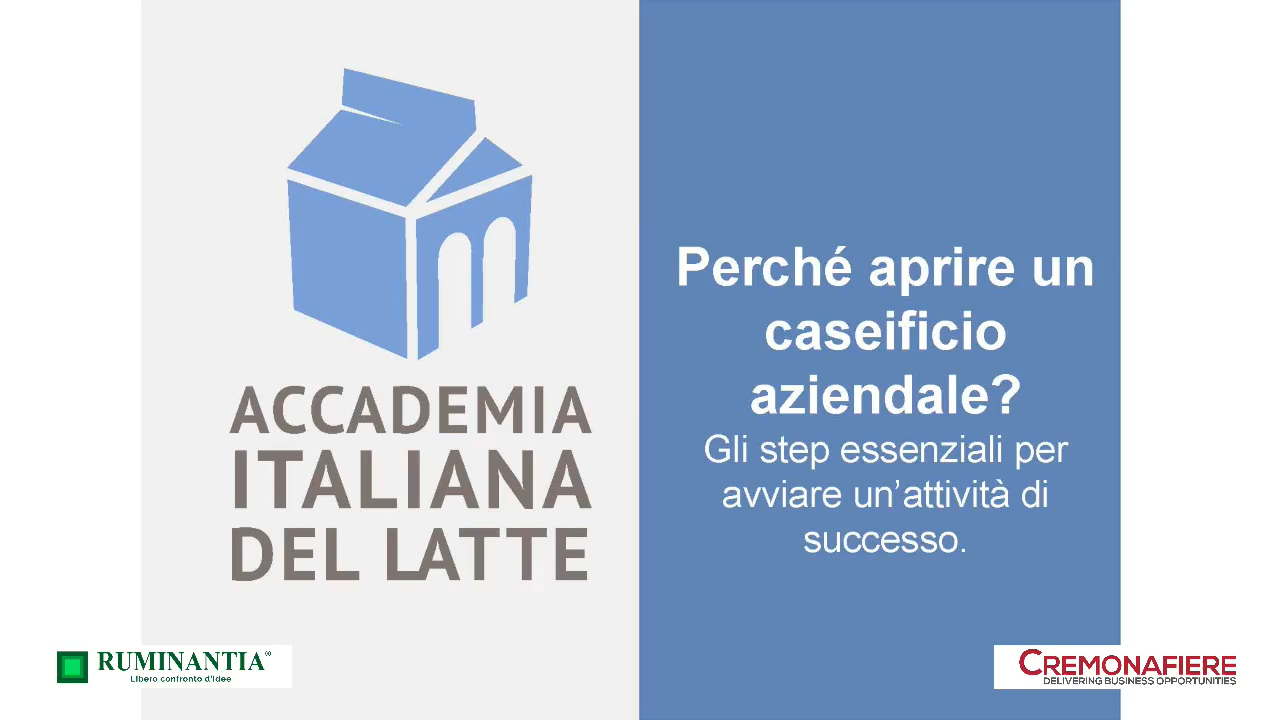 ACCADEMIA
ITALIANA
DEL LATTE
Perché aprire un
caseificio
aziendale?
Gli step essenziali per
avviare un’attività di
successo.
RUMINANTIA®
Libero confronto d'Idee
CREMONAFIERE
DELIVERING BUSINESS OPPORTUNITIES